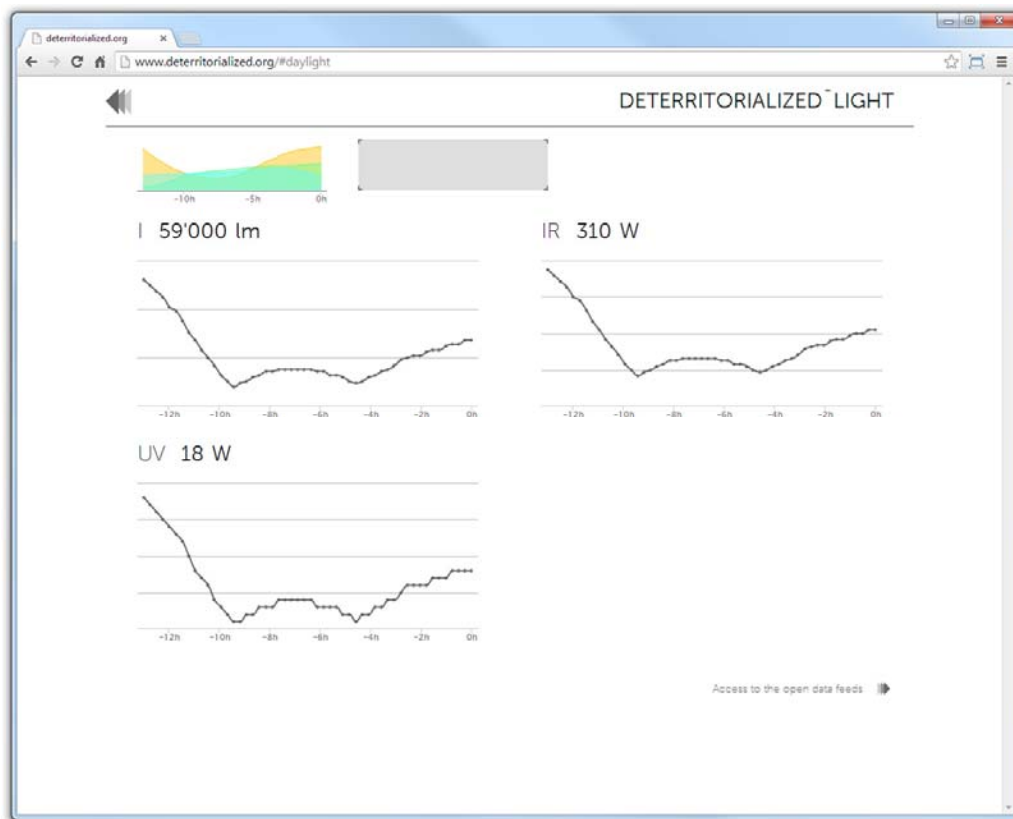 deterritorialized.org
www.deterritorialized.org/#daylight
DETERRITORIALIZED¯LIGHT
-10h -5h 0h
I 59'000 lm
IR 310 W
-12h -10h -8h -6h -4h -2h 0h
-12h -10h -8h -6h -4h -2h 0h
UV 18 W
-12h -10h -8h -6h -4h -2h 0h
Access to the open data feeds